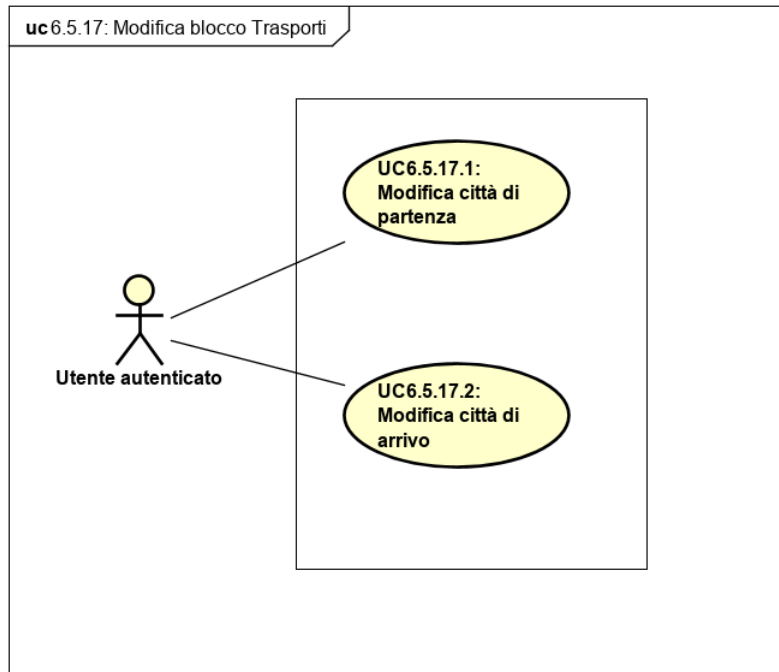 uc 6.5.17: Modifica blocco Trasporti
UC6.5.17.1:
Modifica città di
partenza
Utente autenticato
UC6.5.17.2:
Modifica città di
arrivo